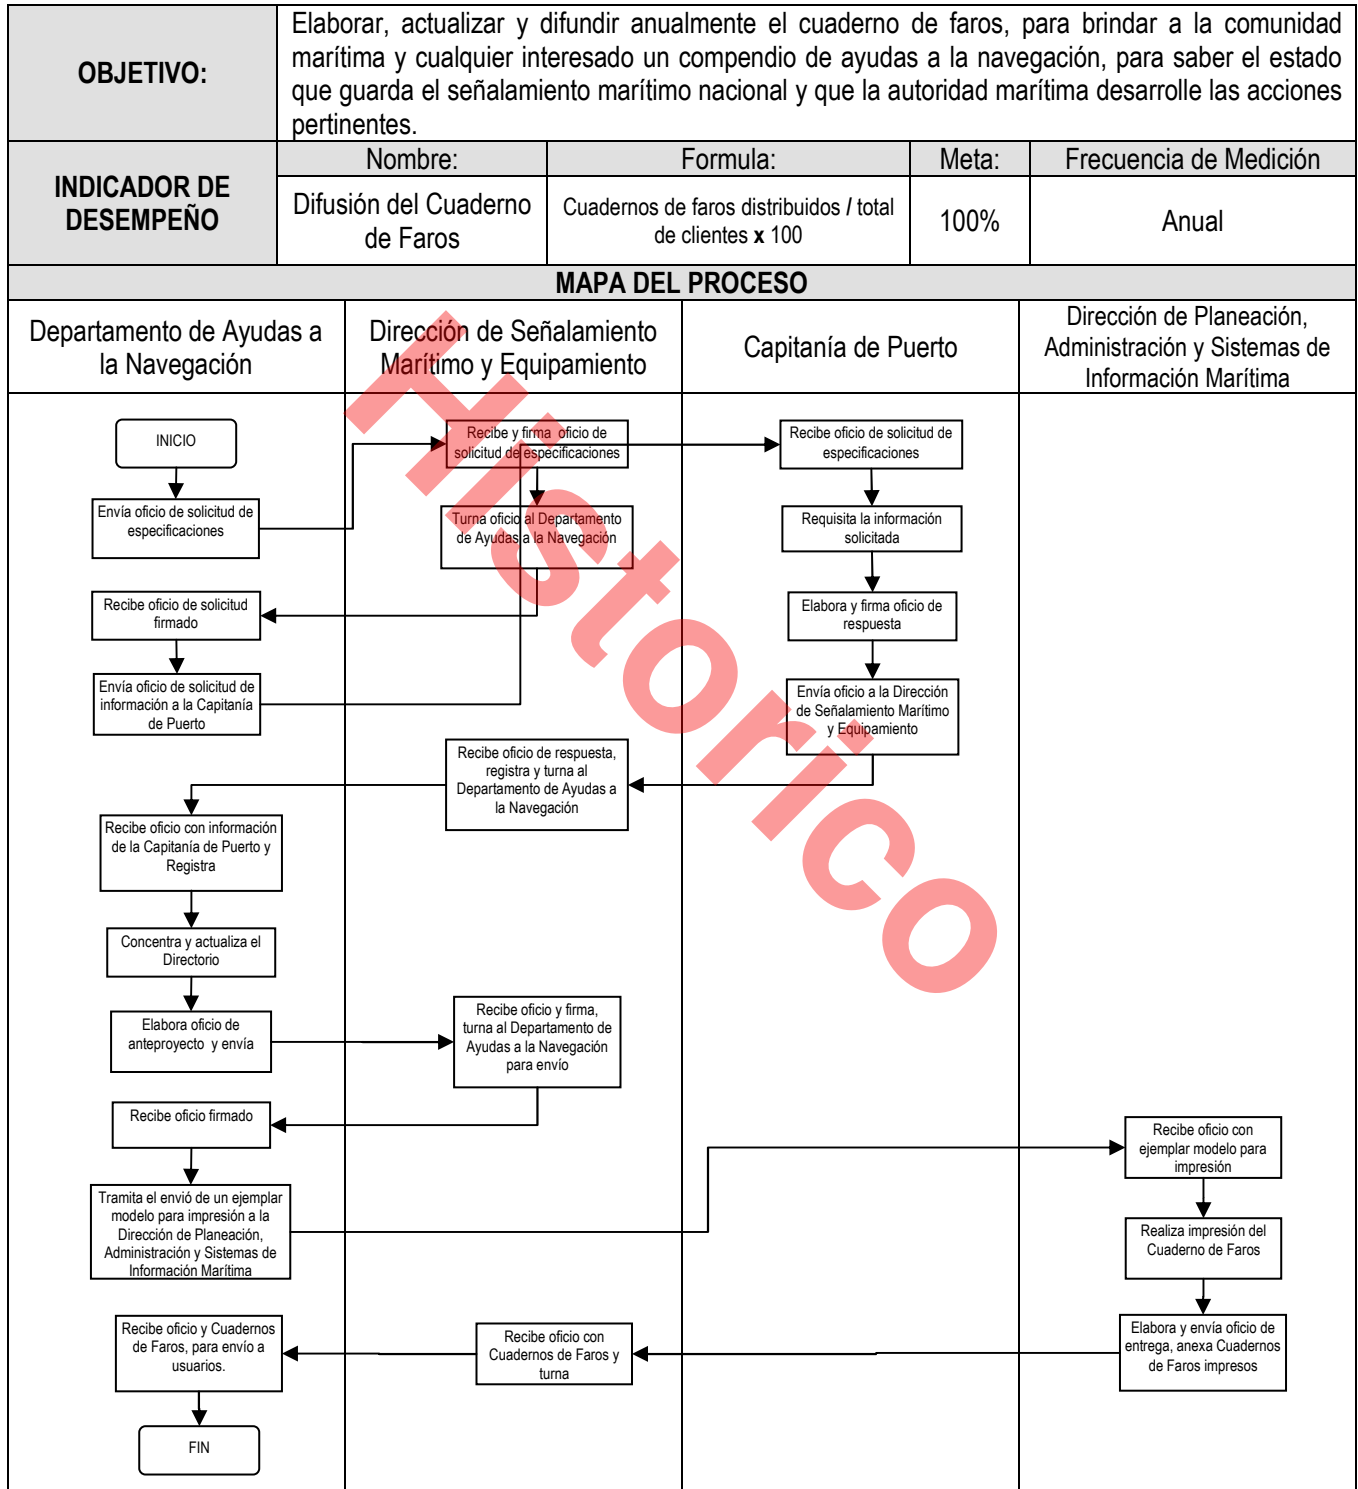 OBJETIVO:
Elaborar, actualizar y difundir anualmente el cuaderno de faros, para brindar a la comunidad
marítima y cualquier interesado un compendio de ayudas a la navegación, para saber el estado
que guarda el señalamiento marítimo nacional y que la autoridad marítima desarrolle las acciones
pertinentes.
INDICADOR DE
DESEMPEÑO
Nombre:
Formula:
Meta:
Frecuencia de Medición
Difusión del Cuaderno
de Faros
Cuadernos de faros distribuidos / total
de clientes x 100
100%
Anual
MAPA DEL PROCESO
Departamento de Ayudas a
la Navegación
Dirección de Señalamiento
Marítimo y Equipamiento
Capitanía de Puerto
Dirección de Planeación,
Administración y Sistemas de
Información Marítima
INICIO
Envía oficio de solicitud de
especificaciones
Recibe y firma oficio de
solicitud de especificaciones
Turna oficio al Departamento
de Ayudas a la Navegación
Recibe oficio de solicitud
firmado
Envía oficio de solicitud de
información a la Capitanía
de Puerto
Recibe oficio de solicitud de
especificaciones
Requisita la información
solicitada
Elabora y firma oficio de
respuesta
Envía oficio a la Dirección
de Señalamiento Marítimo
y Equipamiento
Recibe oficio de respuesta,
registra y turna al
Departamento de Ayudas a
la Navegación
Recibe oficio con información
de la Capitanía de Puerto y
Registra
Concentra y actualiza el
Directorio
Elabora oficio de
anteproyecto y envía
Recibe oficio y firma,
turna al Departamento de
Ayudas a la Navegación
para envío
Recibe oficio firmado
Tramita el envió de un ejemplar
modelo para impresión a la
Dirección de Planeación,
Administración y Sistemas de
Información Marítima
Recibe oficio con
ejemplar modelo para
impresión
Realiza impresión del
Cuaderno de Faros
Elabora y envía oficio de
entrega, anexa Cuadernos
de Faros impresos
Recibe oficio con
Cuadernos de Faros y
turna
Recibe oficio y Cuadernos
de Faros, para envío a
usuarios.
FIN
Historico